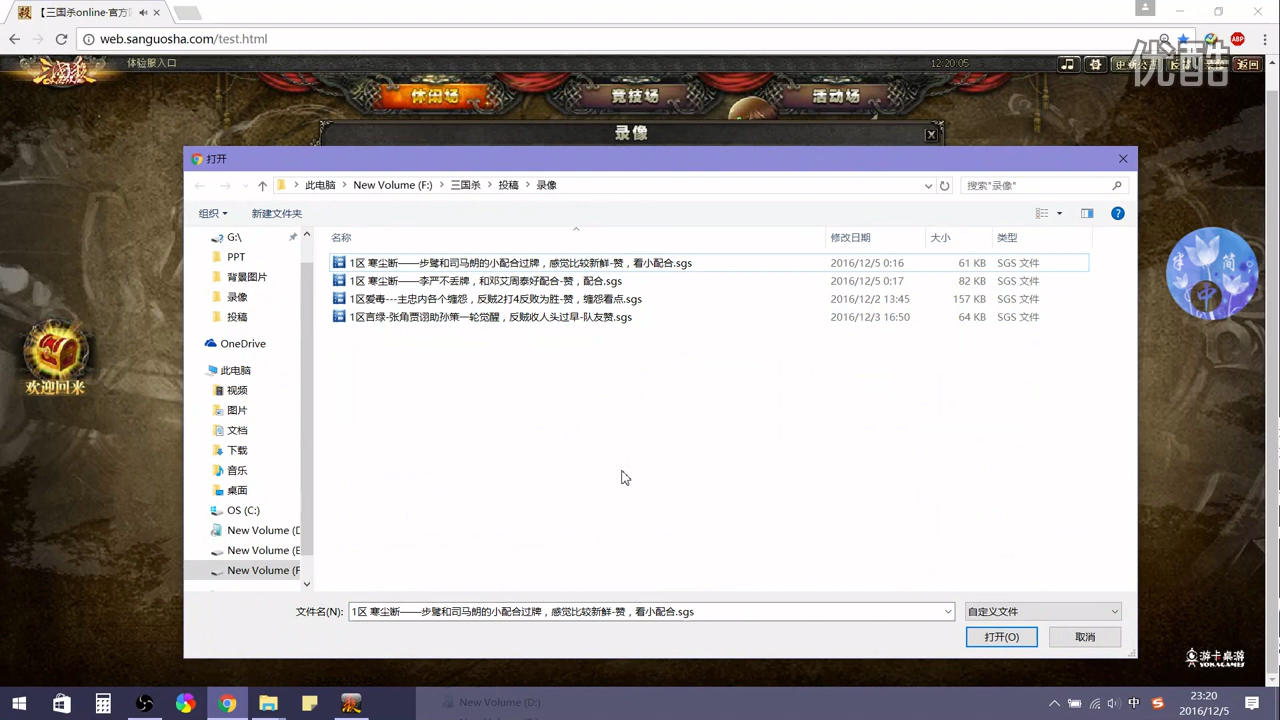 【三国杀online-官方
web.sanguosha.com/test.html
ABP
优酷
三国杀
体验服入口
12:20:05
休闲场
竞技场
活动场
返回
录像
打开
此电脑 New Volume (F:) 三国杀 投稿 录像
搜索"录像"
组织
新建文件夹
名称 修改日期 大小 类型
1区 寒尘断——步骘和司马朗的小配合过牌，感觉比较新鲜-赞，看小配合.sgs 2016/12/5 0:16 61 KB SGS 文件
1区 寒尘断——李严不丢牌，和邓艾周泰好配合-赞，配合.sgs 2016/12/5 0:17 82 KB SGS 文件
1区爱毒---主忠内各个缠怨，反贼2打4反败为胜-赞，缠怨看点.sgs 2016/12/2 13:45 157 KB SGS 文件
1区言绿-张角贾诩助孙策一轮觉醒，反贼收人头过早-队友赞.sgs 2016/12/3 16:50 64 KB SGS 文件
G:\
PPT
背景图片
录像
投稿
OneDrive
此电脑
视频
图片
文档
下载
音乐
桌面
OS (C:)
New Volume (D
New Volume (E
New Volume (F
半
简
中
欢迎回来
文件名(N):
1区 寒尘断——步骘和司马朗的小配合过牌，感觉比较新鲜-赞，看小配合.sgs
自定义文件
打开(O)
取消
游卡桌游
YOKAGAMES
New Volume (D:)
中
23:20
2016/12/5